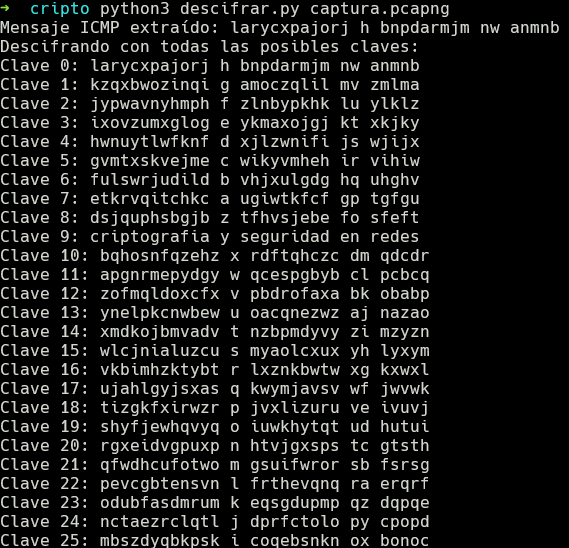 ➜ cripto python3 descifrar.py captura.pcapng
Mensaje ICMP extraído: larycxpajorj h bnpdarmjm nw anmnb
Descifrando con todas las posibles claves:
Clave 0: larycxpajorj h bnpdarmjm nw anmnb
Clave 1: kzqxbwozinqi g amoczqlil mv zmlma
Clave 2: jypwavnyhmph f zlnbypkhk lu ylklz
Clave 3: ixovzumxglog e ykmaxojgj kt xkjky
Clave 4: hwnuytlwfknf d xjlzwnifi js wjijx
Clave 5: gvmtxskvejme c wikyvmheh ir vihiw
Clave 6: fulswrjudild b vhjxulgdg hq uhghv
Clave 7: etkrvqitchkc a ugiwtkfcf gp tgfgu
Clave 8: dsjquphsbgjb z tfhvsjebe fo sfeft
Clave 9: criptografia y seguridad en redes
Clave 10: bqhosnfqzehz x rdftqhczc dm qdcdr
Clave 11: apgnrmepydgy w qcespgbyb cl pcbcq
Clave 12: zofmqldoxcfx v pbdrofaxa bk obabp
Clave 13: ynelpkcnwbew u oacqnezwz aj nazao
Clave 14: xmdkojbmvadv t nzbpmdyvy zi mzyzn
Clave 15: wlcjnialuzcu s myaolcxux yh lyxym
Clave 16: vkbimhzktybt r lxznkbwtw xg kxwxl
Clave 17: ujahlgyjsxas q kwymjavsv wf jwvwk
Clave 18: tizgkfxirwzr p jvxlizuru ve ivuvj
Clave 19: shyfjewhqvyq o iuwkhytqt ud hutui
Clave 20: rgxeidvgpuxp n htvjgxsps tc gtsth
Clave 21: qfwdhcufotwo m gsuifwror sb fsrsg
Clave 22: pevcgbtensvn l frthevqnq ra erqrf
Clave 23: odubfasdmrum k eqsgdupmp qz dqpqe
Clave 24: nctaezrclqtl j dprfctolo py cpopd
Clave 25: mbszdyqbkpsk i coqebsnkn ox bonoc